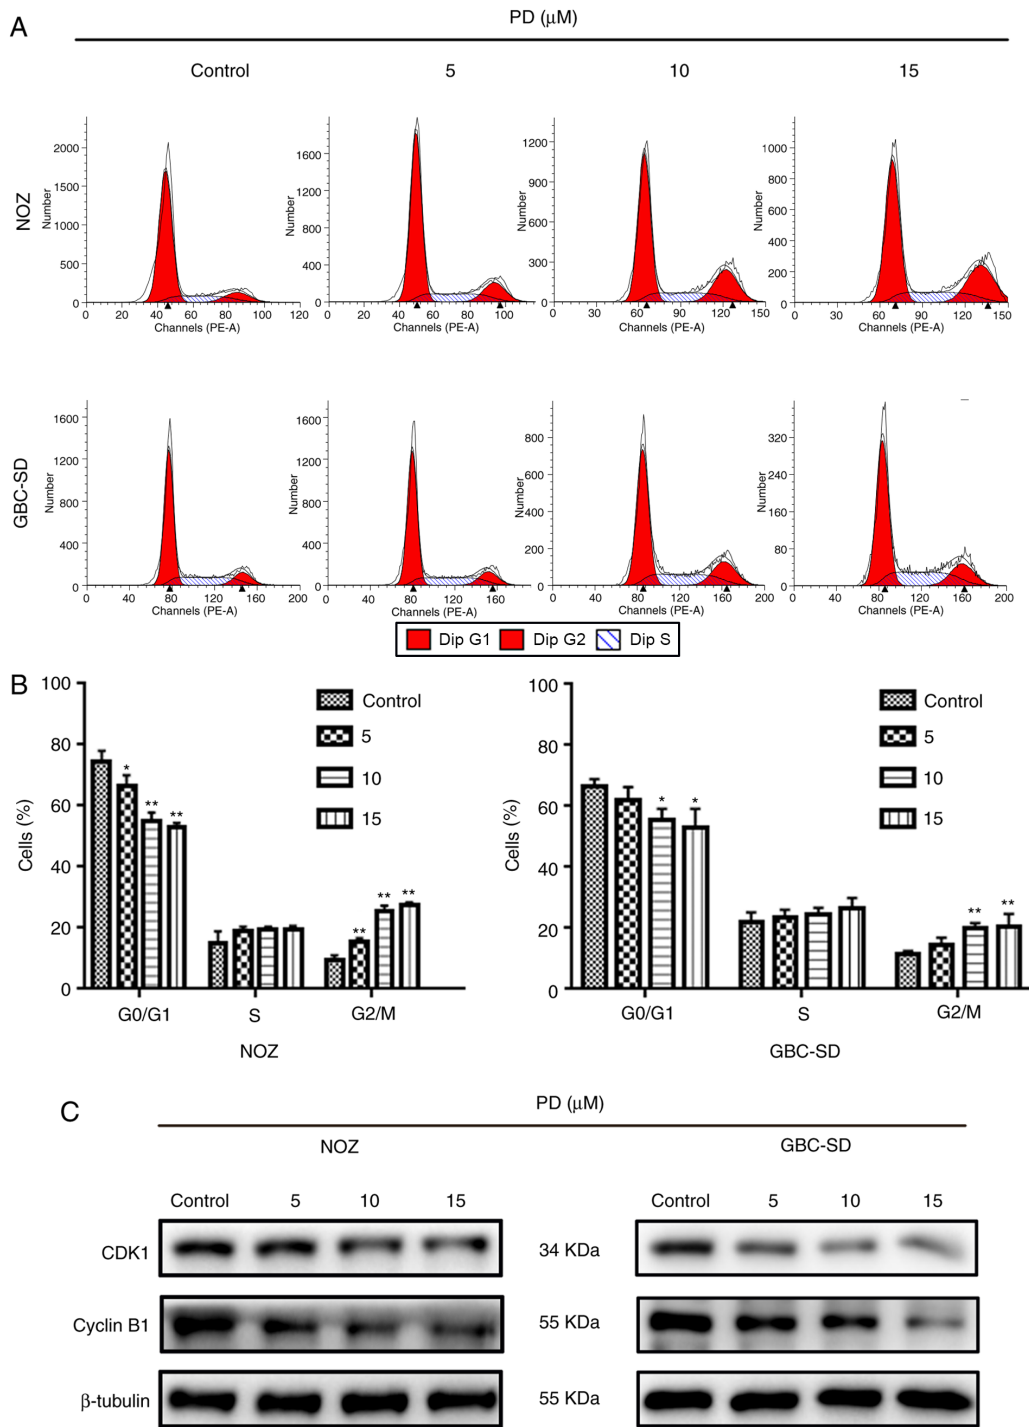 A
PD (μM)
Control 5 10 15
NOZ
Number
2000
1500
1000
500
0
0 20 40 60 80 100 120
Channels (PE-A)
Number
1600
1200
800
400
0
0 20 40 60 80 100
Channels (PE-A)
Number
1200
900
600
300
0
0 30 60 90 120 150
Channels (PE-A)
Number
1000
800
600
400
200
0
0 30 60 90 120 150
Channels (PE-A)
GBC-SD
Number
1600
1200
800
400
0
0 40 80 120 160 200
Channels (PE-A)
Number
1600
1200
800
400
0
0 40 80 120 160
Channels (PE-A)
Number
800
600
400
200
0
0 40 80 120 160 200
Channels (PE-A)
Number
320
240
160
80
0
0 40 80 120 160 200
Channels (PE-A)
Dip G1 Dip G2 Dip S
B
Cells (%)
100
80
60
40
20
0
Control
5
10
15
* ** **
** ** **
G0/G1 S G2/M
NOZ
Cells (%)
100
80
60
40
20
0
Control
5
10
15
* *
** **
G0/G1 S G2/M
GBC-SD
C
PD (μM)
NOZ GBC-SD
Control 5 10 15 Control 5 10 15
CDK1 34 KDa
Cyclin B1 55 KDa
β-tubulin 55 KDa